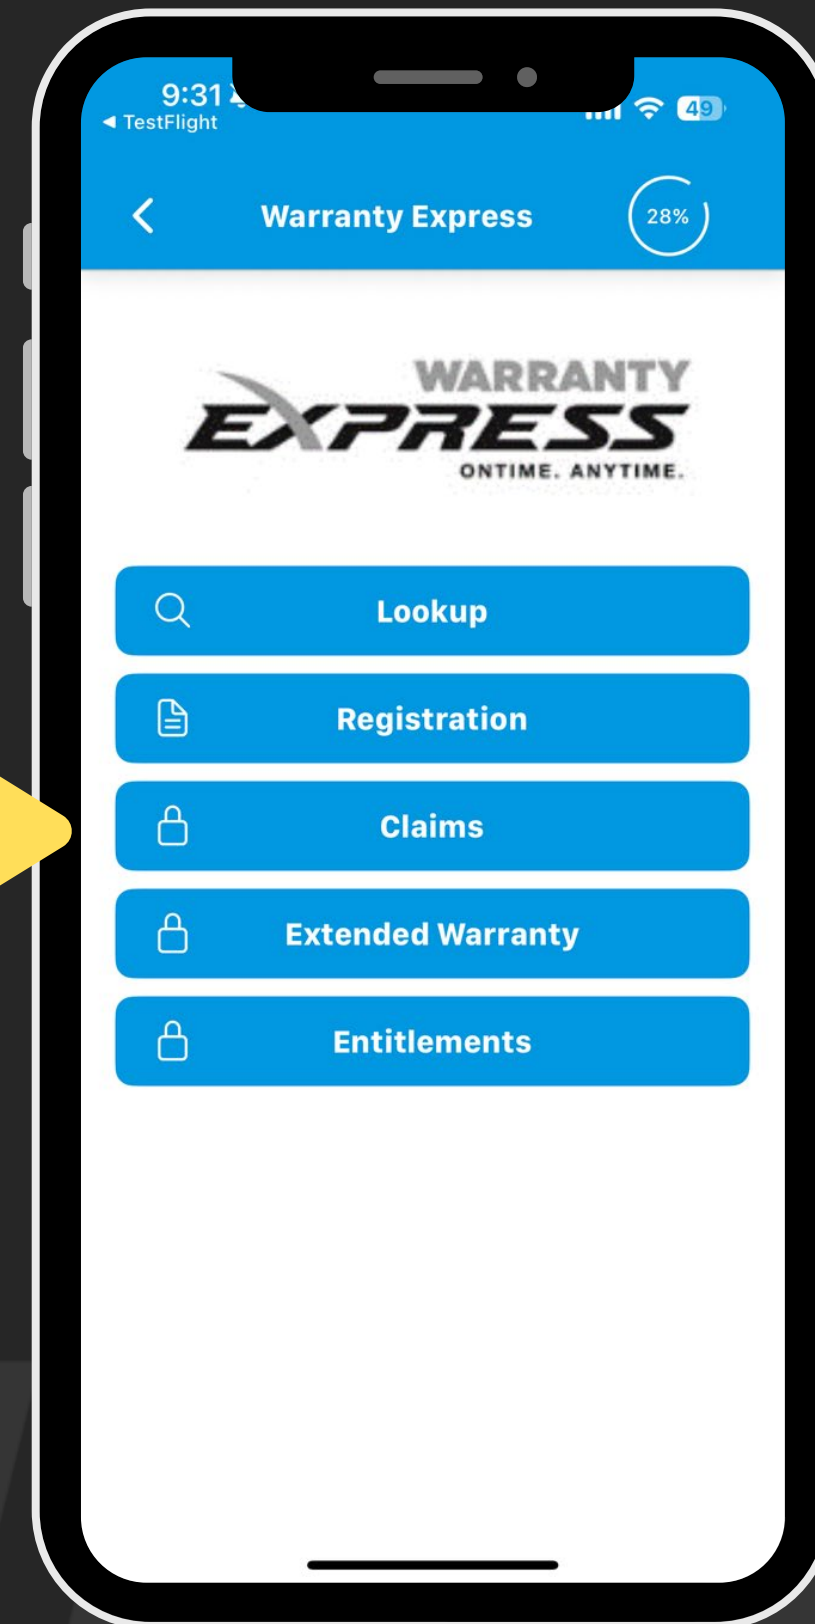 9:31
49
◀ TestFlight
Warranty Express
28%
WARRANTY
EXPRESS
ONTIME. ANYTIME.
Lookup
Registration
Claims
Extended Warranty
Entitlements